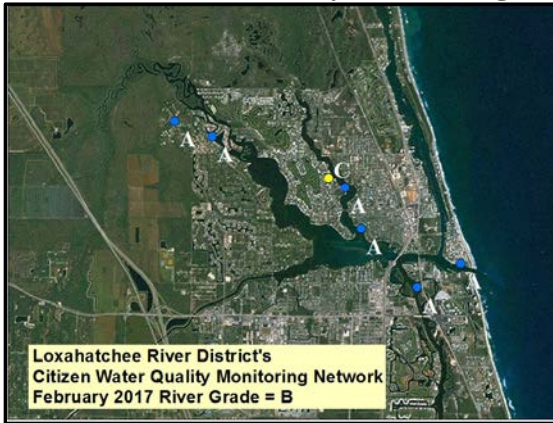 A
A
C
A
A
A
Loxahatchee River District's
Citizen Water Quality Monitoring Network
February 2017 River Grade = B